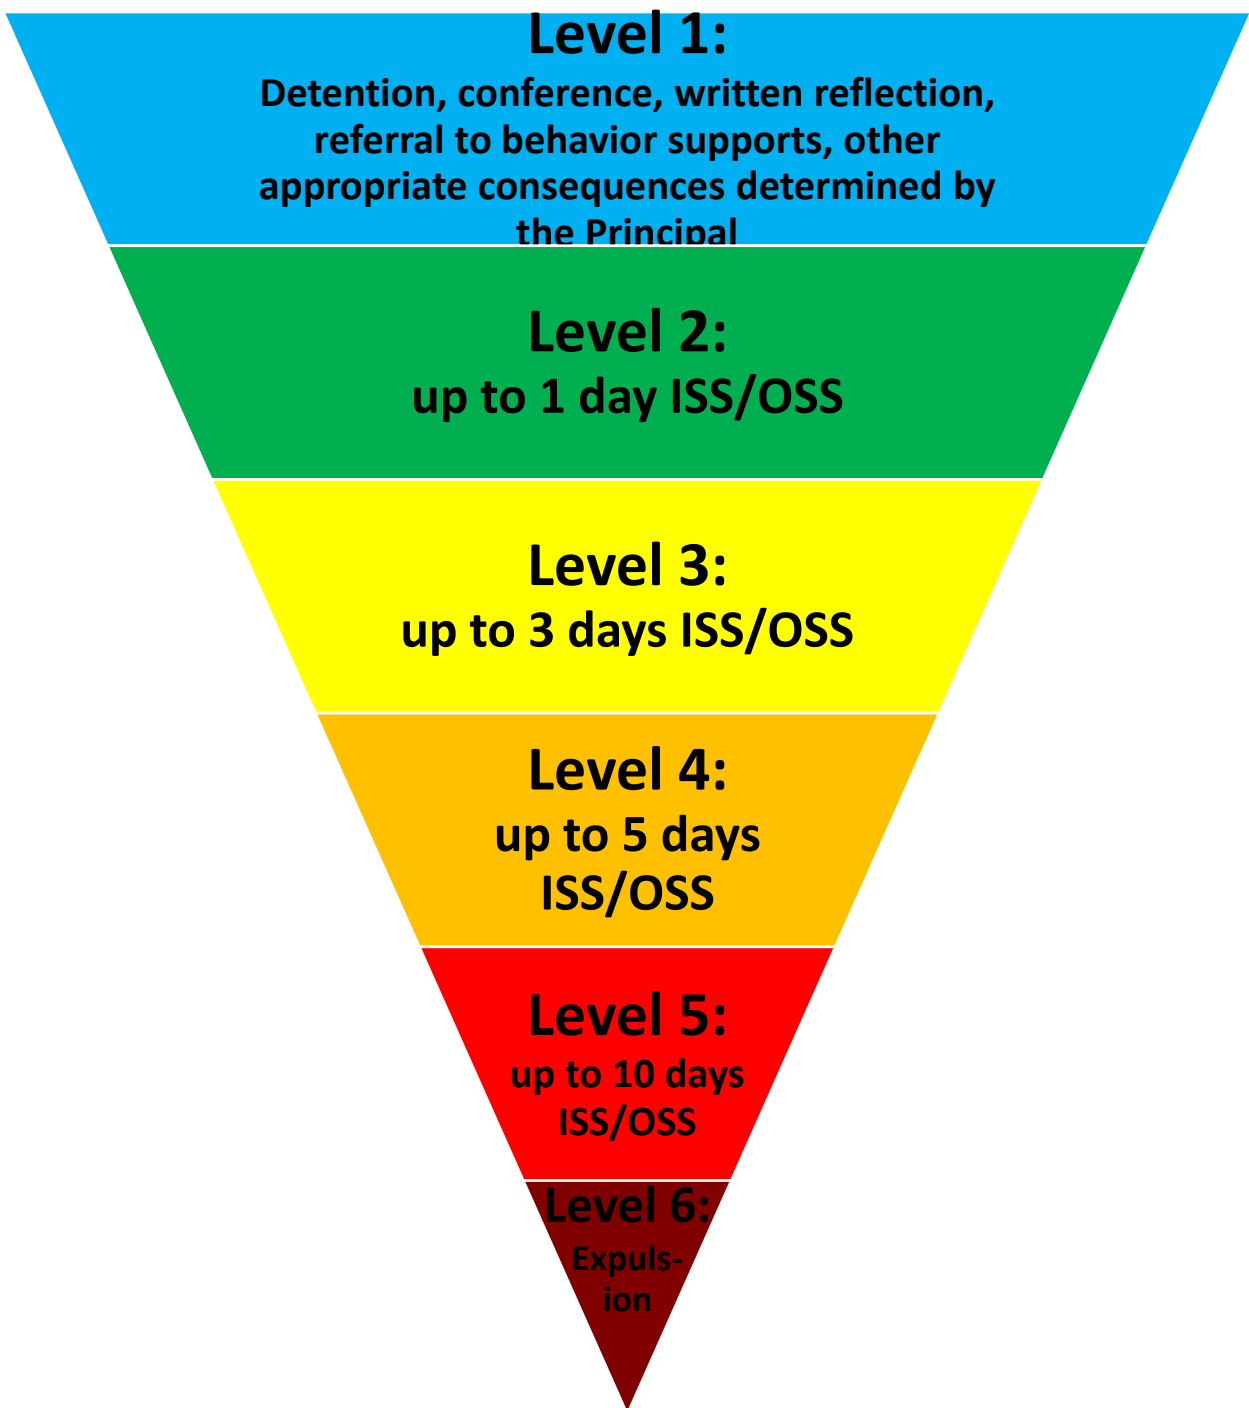 Level 1:
Detention, conference, written reflection,
referral to behavior supports, other
appropriate consequences determined by
the Principal
Level 2:
up to 1 day ISS/OSS
Level 3:
up to 3 days ISS/OSS
Level 4:
up to 5 days
ISS/OSS
Level 5:
up to 10 days
ISS/OSS
Level 6:
Expuls-
ion